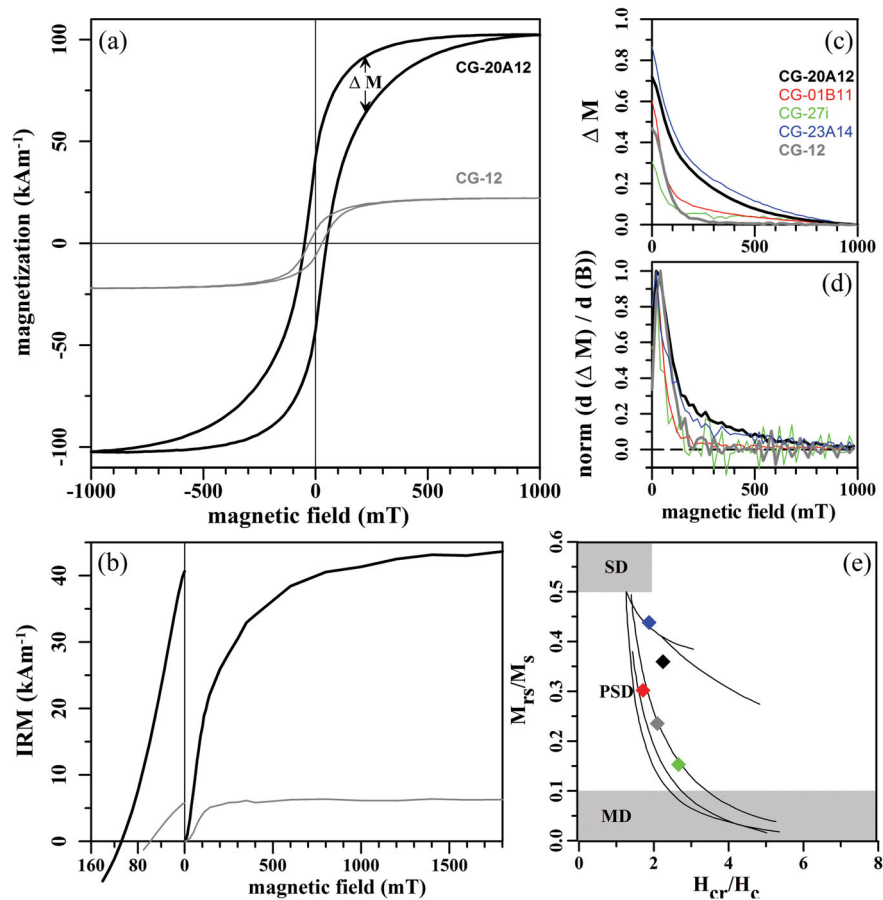 (a)
magnetization (kAm⁻¹)
100
50
0
-50
-100
CG-20A12
Δ M
CG-12
-1000
-500
0
500
1000
magnetic field (mT)
(c)
Δ M
1.0
0.8
0.6
0.4
0.2
0.0
CG-20A12
CG-01B11
CG-27i
CG-23A14
CG-12
0
500
1000
(d)
norm (d (Δ M) / d (B))
1.0
0.8
0.6
0.4
0.2
0.0
0
500
1000
magnetic field (mT)
(b)
IRM (kAm⁻¹)
40
30
20
10
0
160
80
0
500
1000
1500
magnetic field (mT)
(e)
Mrs/Ms
0.6
0.5
0.4
0.3
0.2
0.1
0.0
SD
PSD
MD
0
2
4
6
8
Hcr/Hc